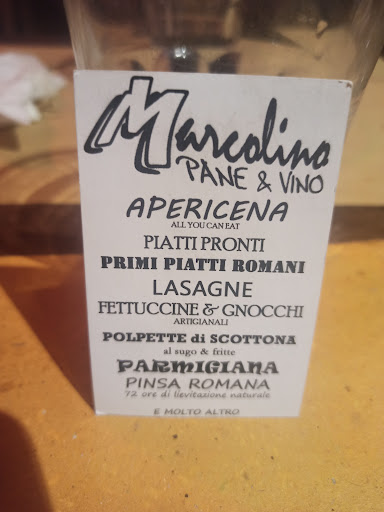 Marcolino
PANE & VINO
APERICENA
ALL YOU CAN EAT
PIATTI PRONTI
PRIMI PIATTI ROMANI
LASAGNE
FETTUCCINE & GNOCCHI
ARTIGIANALI
POLPETTE di SCOTTONA
al sugo & fritte
PARMIGIANA
PINSA ROMANA
72 ore di lievitazione naturale
E MOLTO ALTRO